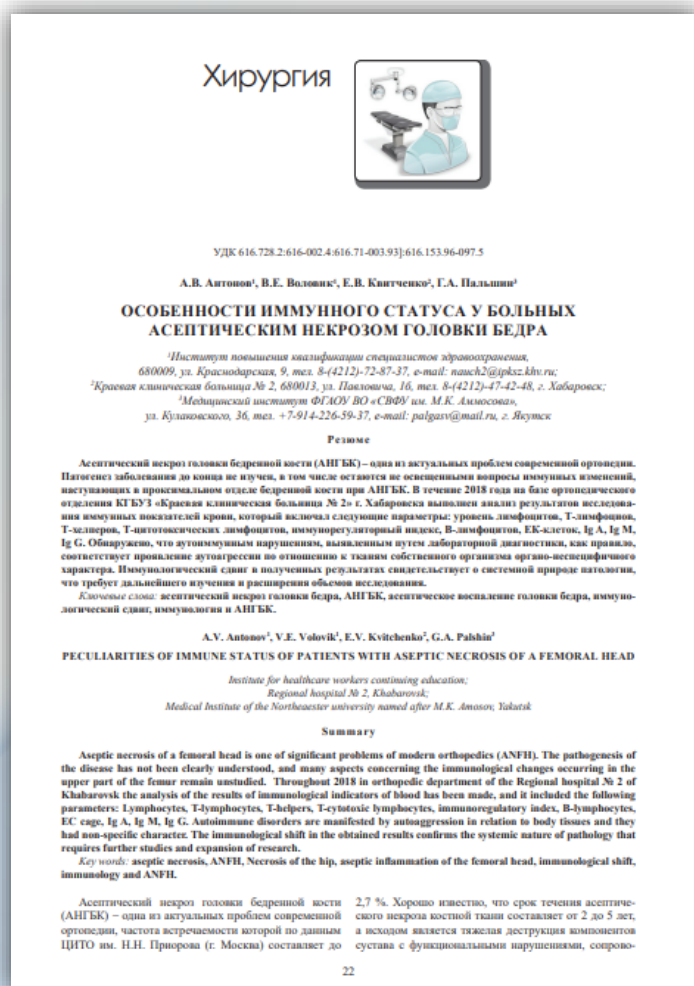 Хирургия
УДК 616.728.2:616-002.4:616.71-003.93]:616.153.96-097.5
А.В. Антонов¹, В.Е. Воловик¹, Е.В. Квитченко², Г.А. Пальшин³
ОСОБЕННОСТИ ИММУННОГО СТАТУСА У БОЛЬНЫХ
АСЕПТИЧЕСКИМ НЕКРОЗОМ ГОЛОВКИ БЕДРА
¹Институт повышения квалификации специалистов здравоохранения,
680009, ул. Краснодарская, 9, тел. 8-(4212)-72-87-37, e-mail: nauch2@ipksz.khv.ru;
²Краевая клиническая больница № 2, 680013, ул. Павловича, 1б, тел. 8-(4212)-47-42-48, г. Хабаровск;
³Медицинский институт ФГАОУ ВО «СВФУ им. М.К. Аммосова»,
ул. Кулаковского, 36, тел. +7-914-226-59-37, e-mail: palgasv@mail.ru, г. Якутск
Резюме
Асептический некроз головки бедренной кости (АНГБК) – одна из актуальных проблем современной ортопедии.
Патогенез заболевания до конца не изучен, в том числе остаются не освещенными вопросы иммунных изменений,
наступающих в проксимальном отделе бедренной кости при АНГБК. В течение 2018 года на базе ортопедического
отделения КГБУЗ «Краевая клиническая больница № 2» г. Хабаровска выполнен анализ результатов исследова-
ния иммунных показателей крови, который включал следующие параметры: уровень лимфоцитов, Т-лимфоцинов,
Т-хелперов, Т-цитотоксических лимфоцитов, иммунорегуляторный индекс, В-лимфоцитов, ЕК-клеток, Ig A, Ig M,
Ig G. Обнаружено, что аутоиммунным нарушениям, выявленным путем лабораторной диагностики, как правило,
соответствует проявление аутоагрессии по отношению к тканям собственного организма органо-неспецифичного
характера. Иммунологический сдвиг в полученных результатах свидетельствует о системной природе патологии,
что требует дальнейшего изучения и расширения объемов исследования.
Ключевые слова: асептический некроз головки бедра, АНГБК, асептическое воспаление головки бедра, иммуно-
логический сдвиг, иммунология и АНГБК.
A.V. Antonov¹, V.E. Volovik¹, E.V. Kvitchenko², G.A. Palshin³
PECULIARITIES OF IMMUNE STATUS OF PATIENTS WITH ASEPTIC NECROSIS OF A FEMORAL HEAD
Institute for healthcare workers continuing education;
Regional hospital № 2, Khabarovsk;
Medical Institute of the Northeaester university named after M.K. Amosov, Yakutsk
Summary
Aseptic necrosis of a femoral head is one of significant problems of modern orthopedics (ANFH). The pathogenesis of
the disease has not been clearly understood, and many aspects concerning the immunological changes occurring in the
upper part of the femur remain unstudied. Throughout 2018 in orthopedic department of the Regional hospital № 2 of
Khabarovsk the analysis of the results of immunological indicators of blood has been made, and it included the following
parameters: Lymphocytes, T-lymphocytes, T-helpers, T-cytotoxic lymphocytes, immunoregulatory index, B-lymphocytes,
EC cage, Ig A, Ig M, Ig G. Autoimmune disorders are manifested by autoaggression in relation to body tissues and they
had non-specific character. The immunological shift in the obtained results confirms the systemic nature of pathology that
requires further studies and expansion of research.
Key words: aseptic necrosis, ANFH, Necrosis of the hip, aseptic inflammation of the femoral head, immunological shift,
immunology and ANFH.
Асептический некроз головки бедренной кости
(АНГБК) – одна из актуальных проблем современной
ортопедии, частота встречаемости которой по данным
ЦИТО им. Н.Н. Приорова (г. Москва) составляет до
2,7 %. Хорошо известно, что срок течения асептиче-
ского некроза костной ткани составляет от 2 до 5 лет,
а исходом является тяжелая деструкция компонентов
сустава с функциональными нарушениями, сопрово-
22